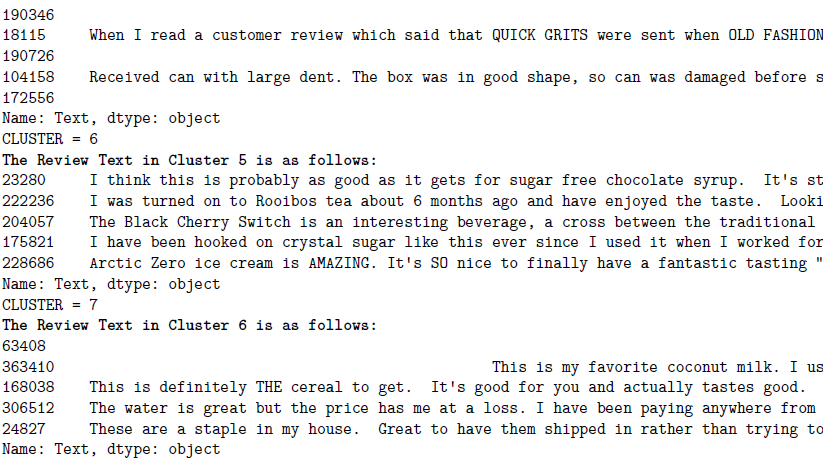 190346
18115 When I read a customer review which said that QUICK GRITS were sent when OLD FASHION
190726
104158 Received can with large dent. The box was in good shape, so can was damaged before s
172556
Name: Text, dtype: object
CLUSTER = 6
The Review Text in Cluster 5 is as follows:
23280 I think this is probably as good as it gets for sugar free chocolate syrup. It's st
222236 I was turned on to Rooibos tea about 6 months ago and have enjoyed the taste. Looki
204057 The Black Cherry Switch is an interesting beverage, a cross between the traditional
175821 I have been hooked on crystal sugar like this ever since I used it when I worked for
228686 Arctic Zero ice cream is AMAZING. It's SO nice to finally have a fantastic tasting "
Name: Text, dtype: object
CLUSTER = 7
The Review Text in Cluster 6 is as follows:
63408
363410 This is my favorite coconut milk. I us
168038 This is definitely THE cereal to get. It's good for you and actually tastes good.
306512 The water is great but the price has me at a loss. I have been paying anywhere from
24827 These are a staple in my house. Great to have them shipped in rather than trying to
Name: Text, dtype: object